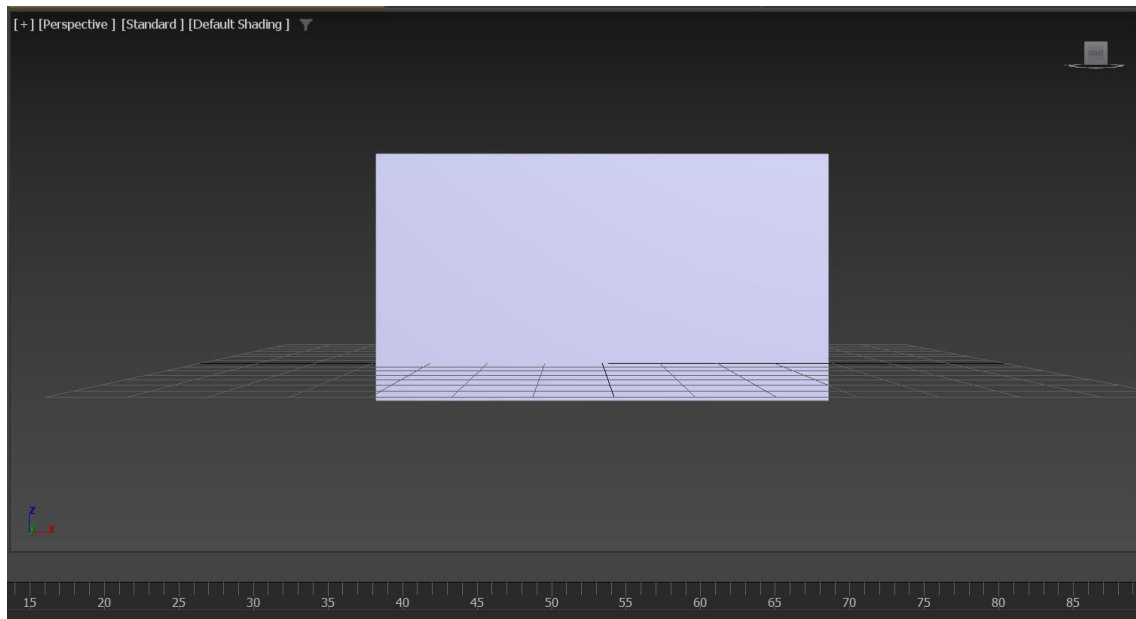 [+] [Perspective ] [Standard ] [Default Shading ]
FRONT
z
x
15 20 25 30 35 40 45 50 55 60 65 70 75 80 85